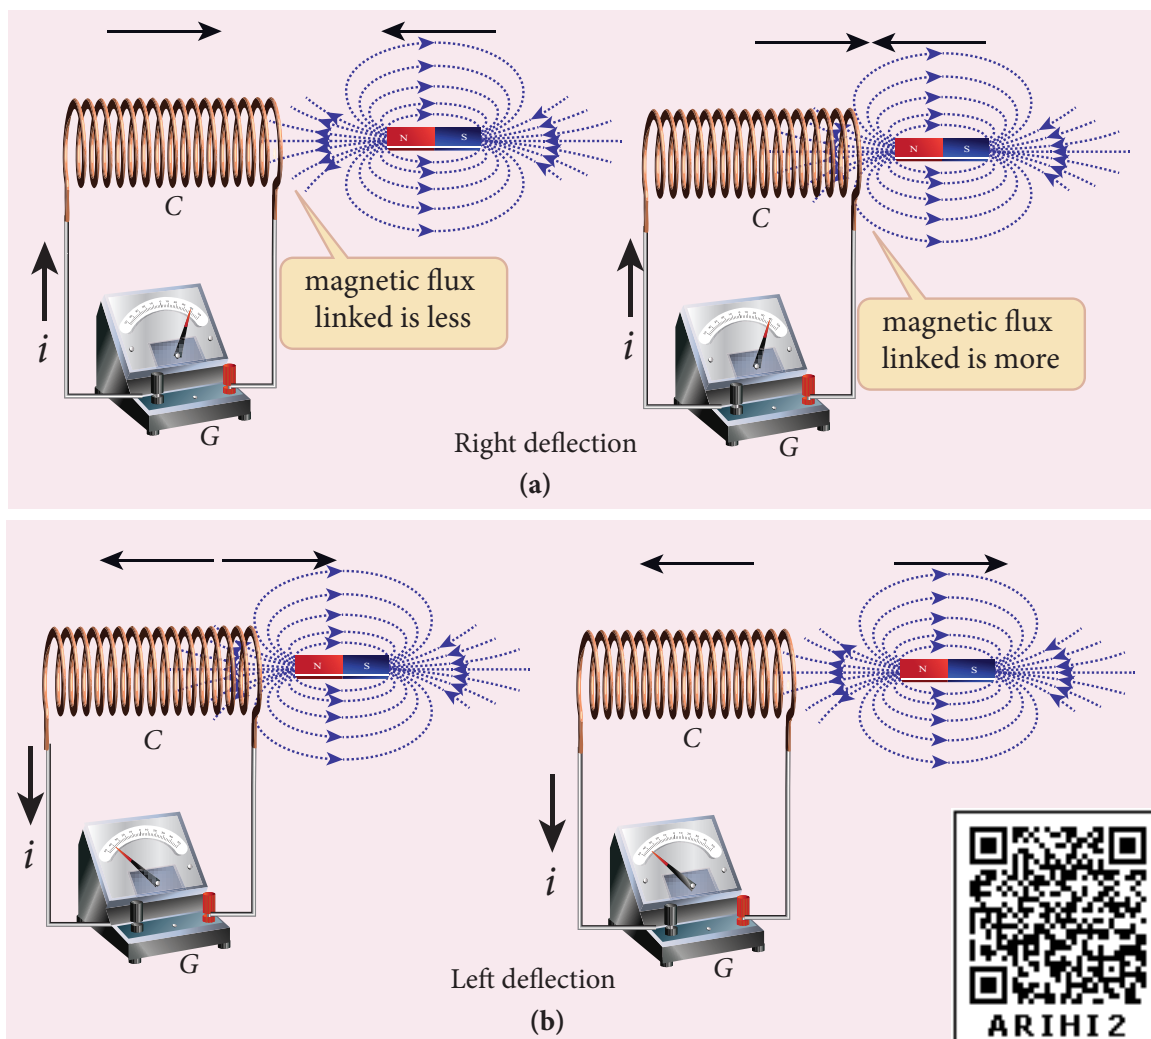 N S
N S
C
C
magnetic flux
linked is less
magnetic flux
linked is more
i
i
G
G
Right deflection
(a)
N S
N S
C
C
i
i
G
G
Left deflection
(b)
ARIHI2